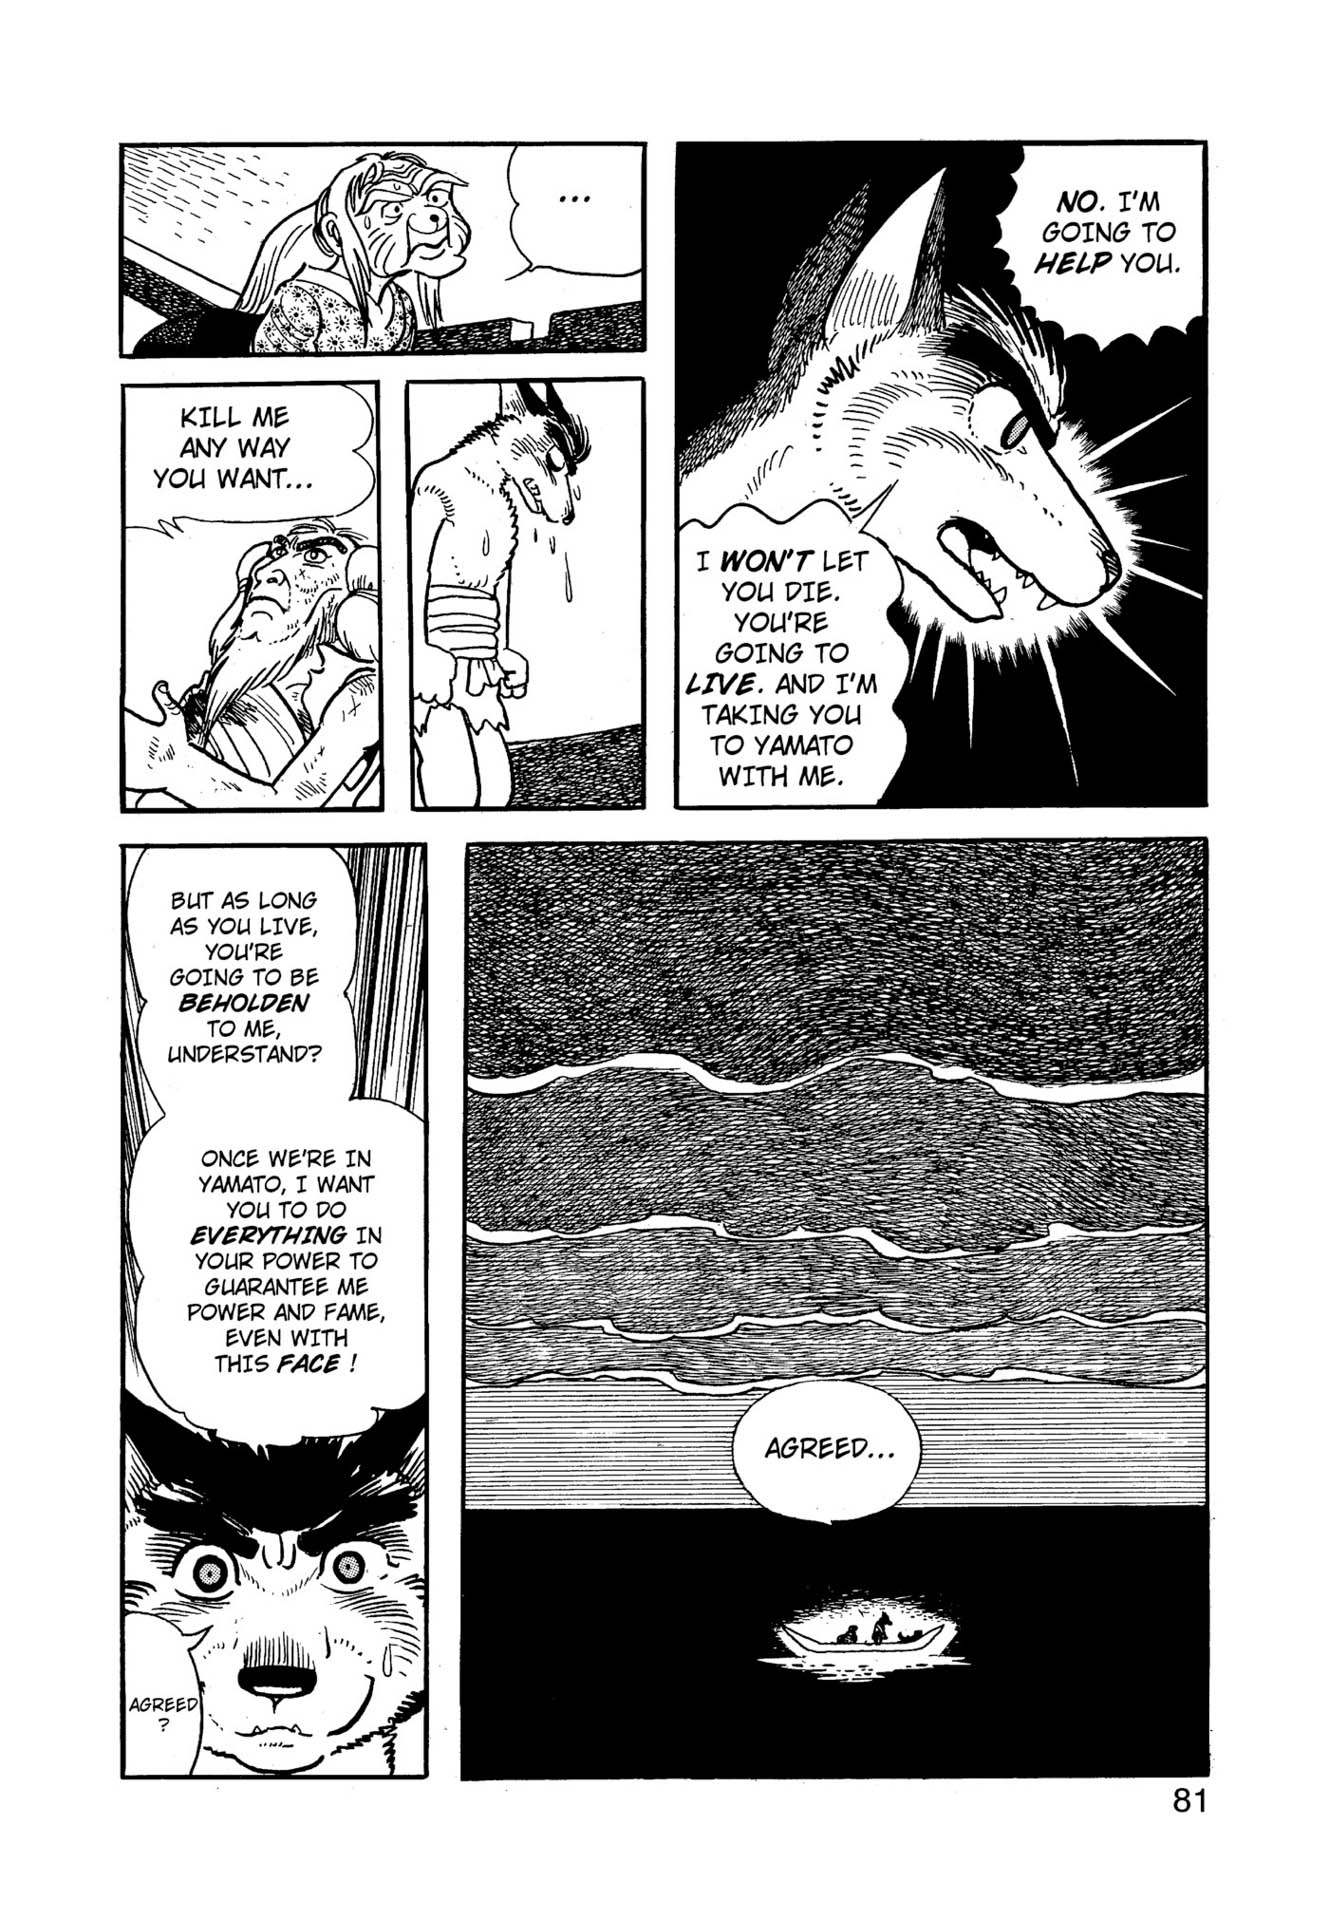 ...
KILL ME
ANY WAY
YOU WANT...
NO. I'M
GOING TO
HELP YOU.
I WON'T LET
YOU DIE.
YOU'RE
GOING TO
LIVE. AND I'M
TAKING YOU
TO YAMATO
WITH ME.
BUT AS LONG
AS YOU LIVE,
YOU'RE
GOING TO BE
BEHOLDEN
TO ME,
UNDERSTAND?
ONCE WE'RE IN
YAMATO, I WANT
YOU TO DO
EVERYTHING IN
YOUR POWER TO
GUARANTEE ME
POWER AND FAME,
EVEN WITH
THIS FACE !
AGREED
?
AGREED...
81